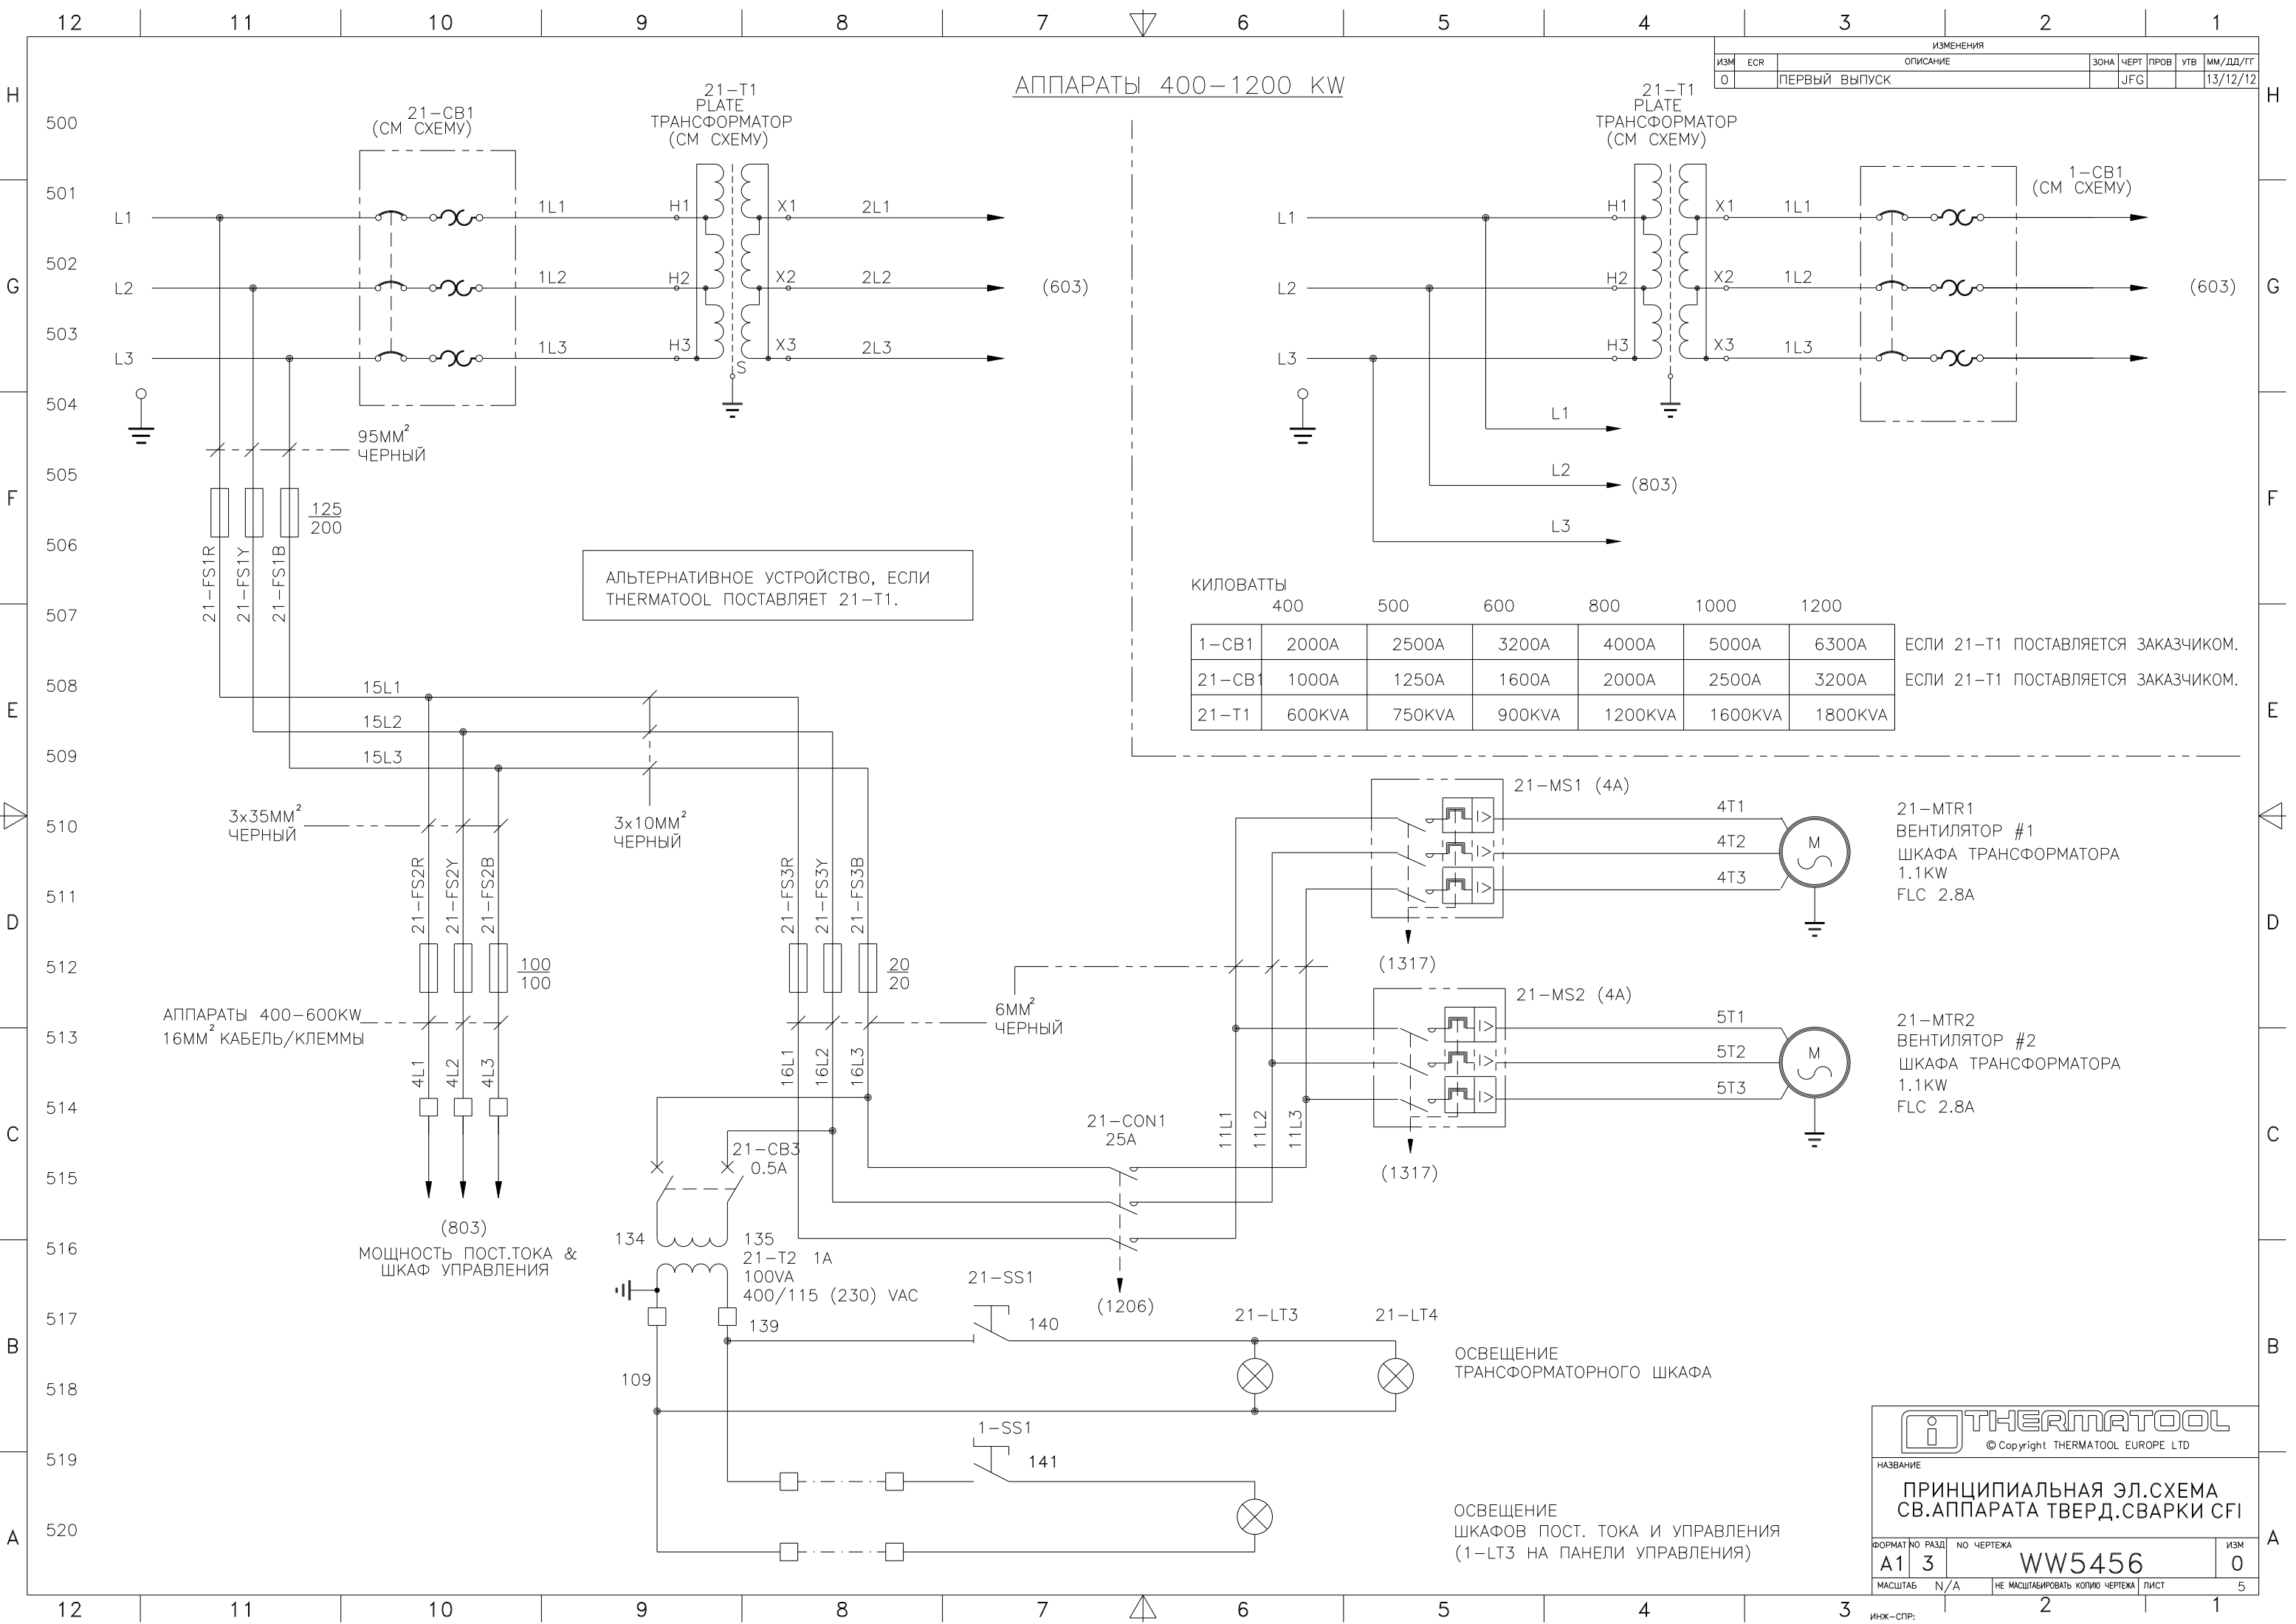 12 11 10 9 8 7 6 5 4 3 2 1
ИЗМЕНЕНИЯ
ИЗМ ECR ОПИСАНИЕ ЗОНА ЧЕРТ ПРОВ УТВ ММ/ДД/ГГ
0 ПЕРВЫЙ ВЫПУСК JFG 13/12/12
АППАРАТЫ 400-1200 KW
H
H
500
21-CB1
(СМ СХЕМУ)
21-T1
PLATE
ТРАНСФОРМАТОР
(СМ СХЕМУ)
21-T1
PLATE
ТРАНСФОРМАТОР
(СМ СХЕМУ)
1-CB1
(СМ СХЕМУ)
501
L1 1L1 H1 X1 2L1
L1 H1 X1 1L1
502
G
G
L2 1L2 H2 X2 2L2 (603)
L2 H2 X2 1L2 (603)
503
L3 1L3 H3 X3 2L3
S
L3 H3 X3 1L3
504
L1
95ММ²
ЧЕРНЫЙ
505
L2 (803)
F
F
125
200
L3
506
21-FS1R 21-FS1Y 21-FS1B
АЛЬТЕРНАТИВНОЕ УСТРОЙСТВО, ЕСЛИ
THERMATOOL ПОСТАВЛЯЕТ 21-T1.
507
КИЛОВАТТЫ
400 500 600 800 1000 1200
1-CB1 2000A 2500A 3200A 4000A 5000A 6300A ЕСЛИ 21-T1 ПОСТАВЛЯЕТСЯ ЗАКАЗЧИКОМ.
21-CB1 1000A 1250A 1600A 2000A 2500A 3200A ЕСЛИ 21-T1 ПОСТАВЛЯЕТСЯ ЗАКАЗЧИКОМ.
21-T1 600KVA 750KVA 900KVA 1200KVA 1600KVA 1800KVA
508
E
E
15L1
15L2
509
15L3
510
3x35ММ²
ЧЕРНЫЙ
3x10ММ²
ЧЕРНЫЙ
21-MS1 (4A)
4T1
4T2
4T3
M
21-MTR1
ВЕНТИЛЯТОР #1
ШКАФА ТРАНСФОРМАТОРА
1.1KW
FLC 2.8A
511
D
D
21-FS2R 21-FS2Y 21-FS2B
21-FS3R 21-FS3Y 21-FS3B
(1317)
512
100
100
20
20
6ММ²
ЧЕРНЫЙ
513
АППАРАТЫ 400-600KW
16ММ² КАБЕЛЬ/КЛЕММЫ
21-MS2 (4A)
5T1
5T2
5T3
M
21-MTR2
ВЕНТИЛЯТОР #2
ШКАФА ТРАНСФОРМАТОРА
1.1KW
FLC 2.8A
4L1 4L2 4L3
16L1 16L2 16L3
514
C
C
21-CON1
25A
11L1 11L2 11L3
(1317)
21-CB3
0.5A
515
(803)
МОЩНОСТЬ ПОСТ.ТОКА &
ШКАФ УПРАВЛЕНИЯ
516
134 135
21-T2 1A
100VA
400/115 (230) VAC
(1206)
517
139
21-SS1
140
21-LT3 21-LT4
B
B
ОСВЕЩЕНИЕ
ТРАНСФОРМАТОРНОГО ШКАФА
518
109
519
1-SS1
141
520
A
A
ОСВЕЩЕНИЕ
ШКАФОВ ПОСТ. ТОКА И УПРАВЛЕНИЯ
(1-LT3 НА ПАНЕЛИ УПРАВЛЕНИЯ)
THERMATOOL
© Copyright THERMATOOL EUROPE LTD
НАЗВАНИЕ
ПРИНЦИПИАЛЬНАЯ ЭЛ.СХЕМА
СВ.АППАРАТА ТВЕРД.СВАРКИ CFI
ФОРМАТ NO РАЗД NO ЧЕРТЕЖА ИЗМ
A1 3 WW5456 0
МАСШТАБ N/A НЕ МАСШТАБИРОВАТЬ КОПИЮ ЧЕРТЕЖА ЛИСТ 5
12 11 10 9 8 7 6 5 4 3 2 1
ИНЖ-СПР: